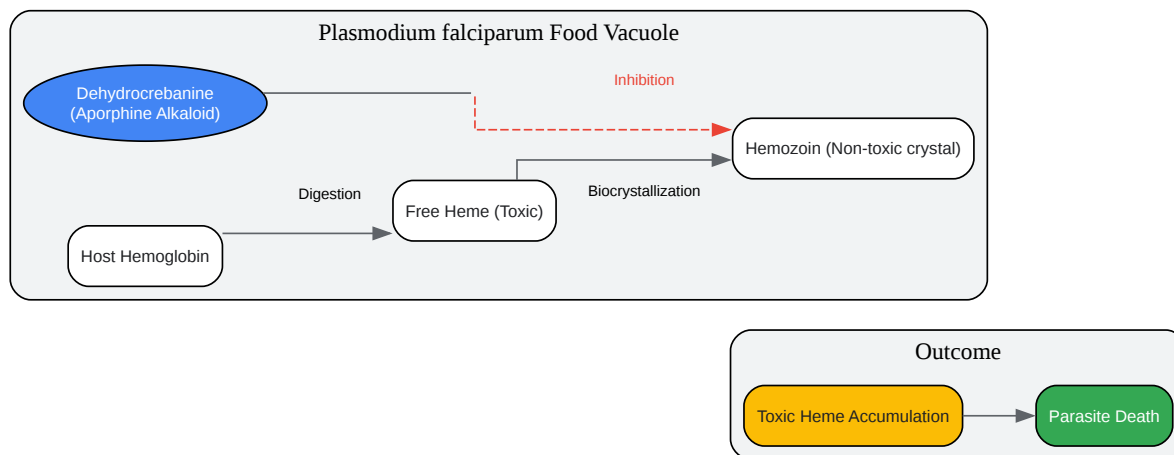 Plasmodium falciparum Food Vacuole
Dehydrocrebanine
(Aporphine Alkaloid)
Inhibition
Hemozoin (Non-toxic crystal)
Digestion
Biocrystallization
Free Heme (Toxic)
Host Hemoglobin
Outcome
Toxic Heme Accumulation
Parasite Death